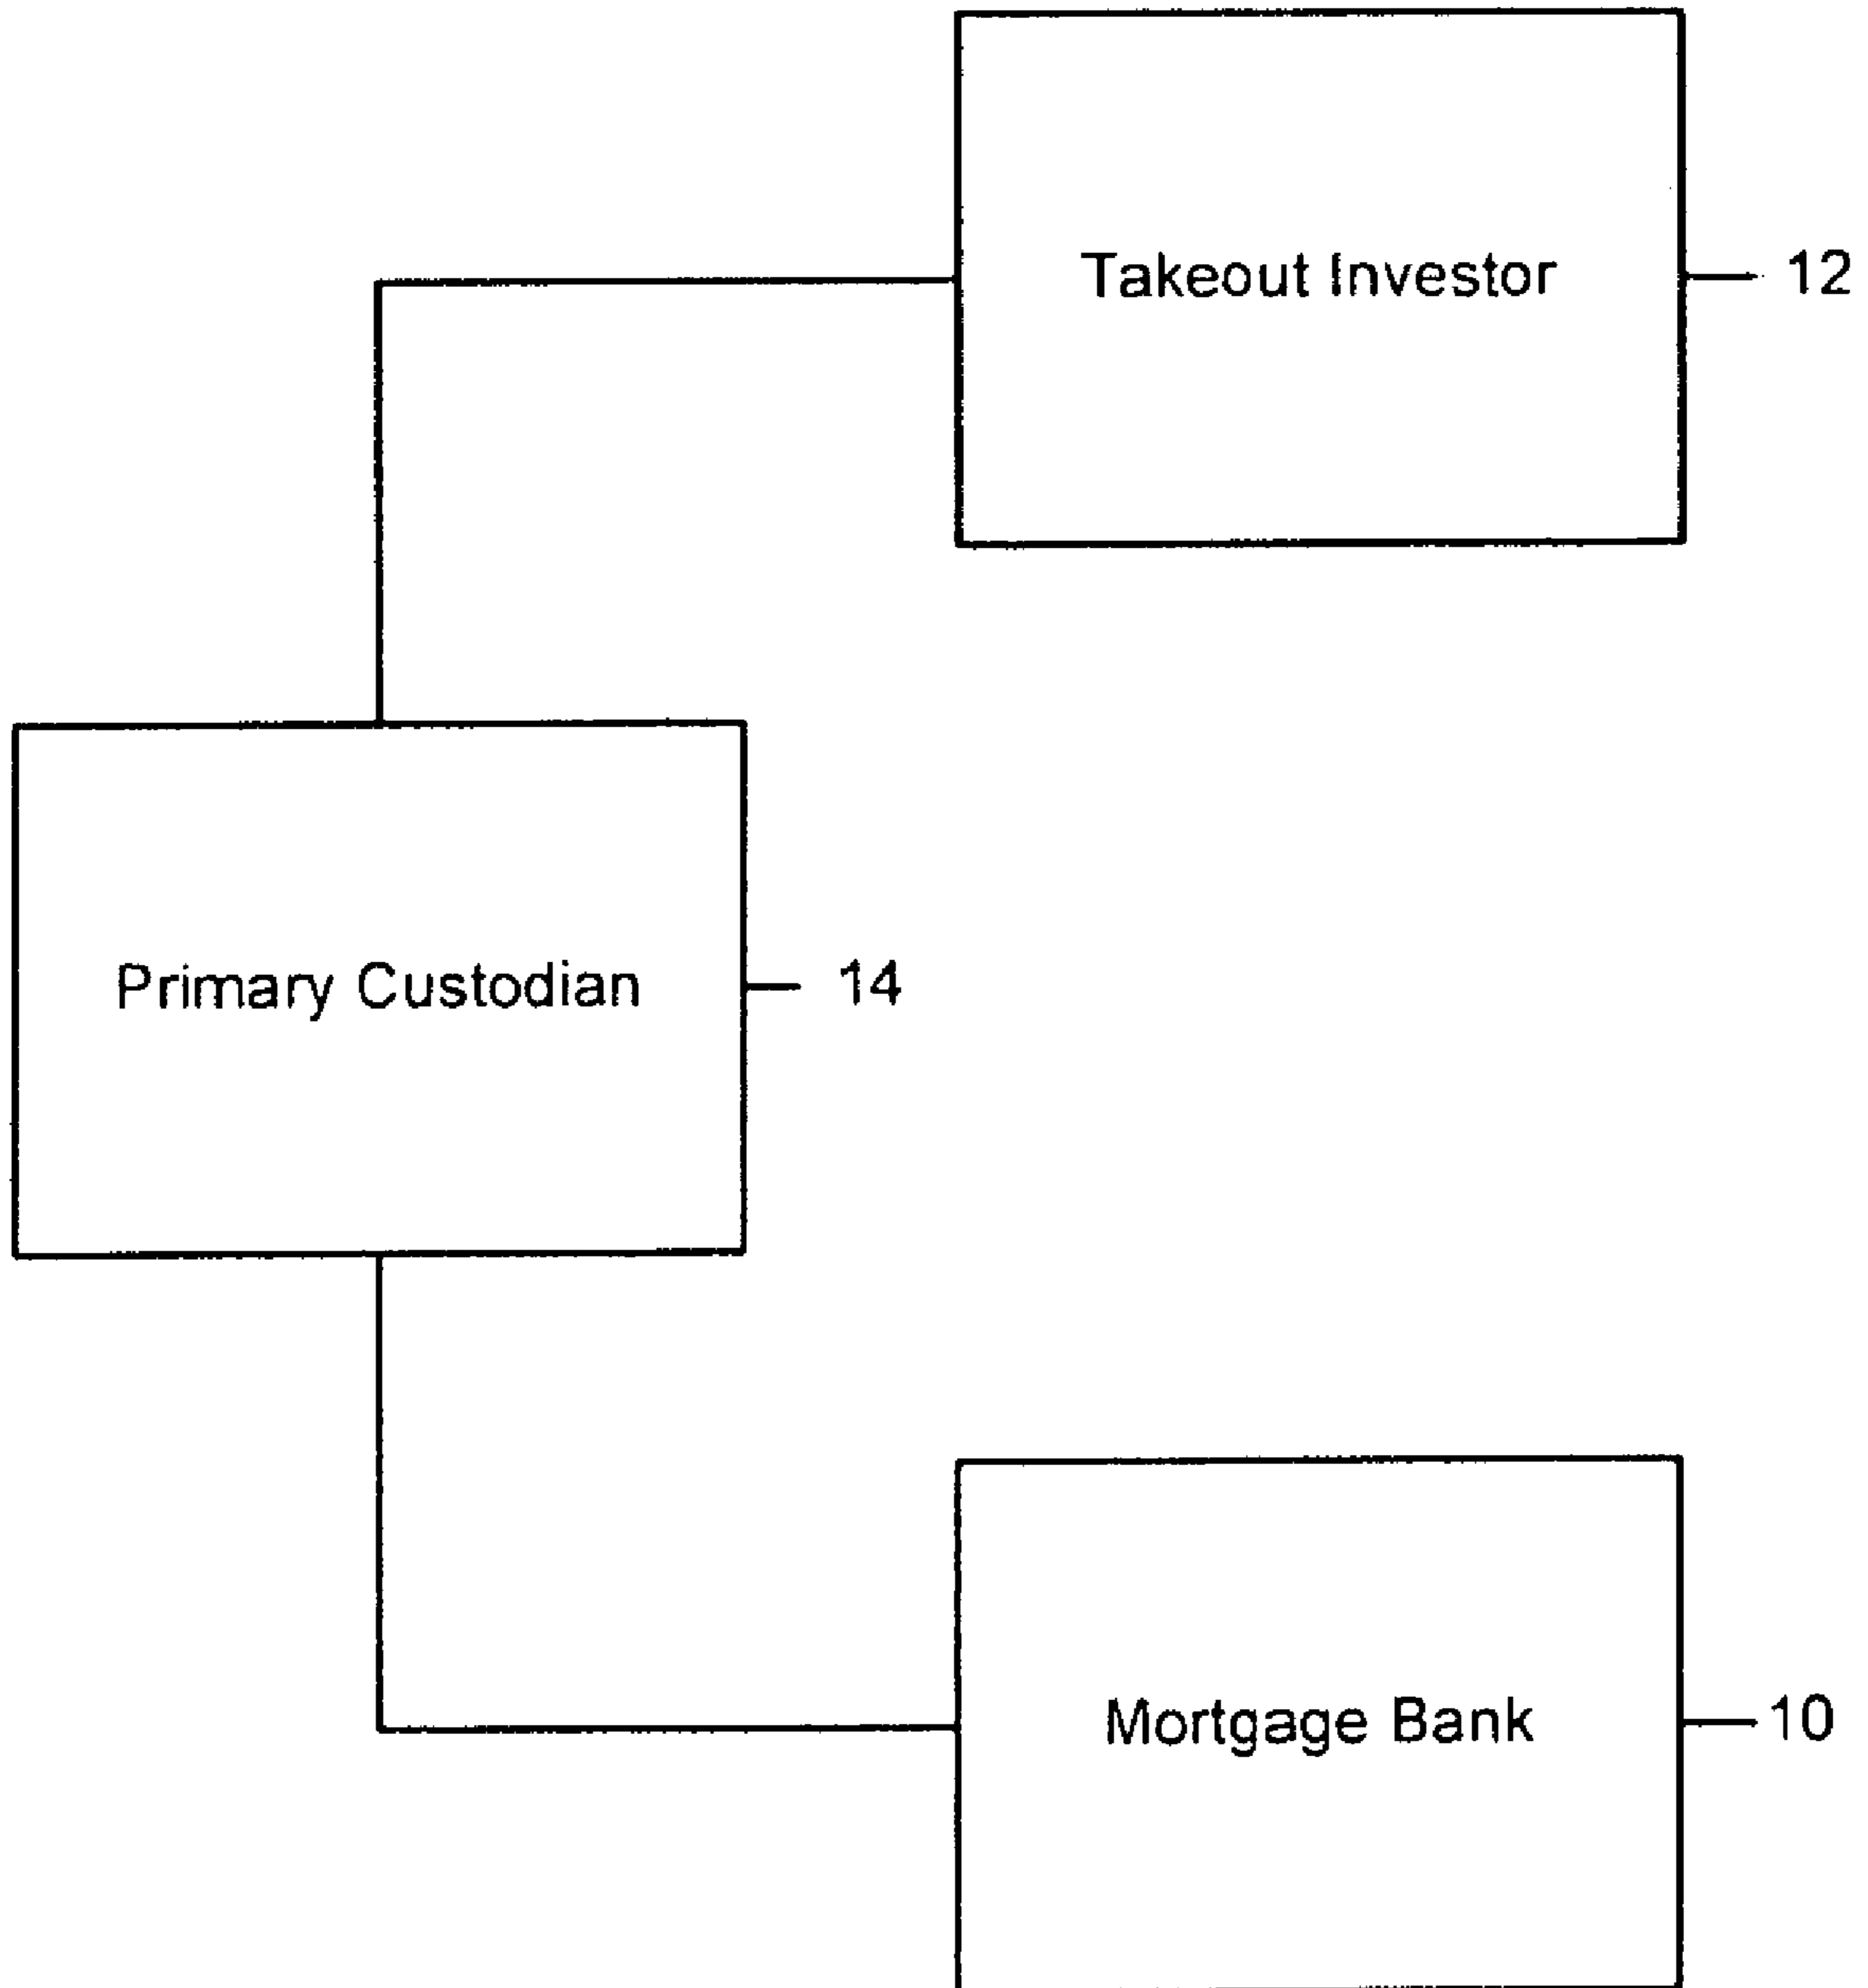 Takeout Investor
12
Primary Custodian
14
Mortgage Bank
10